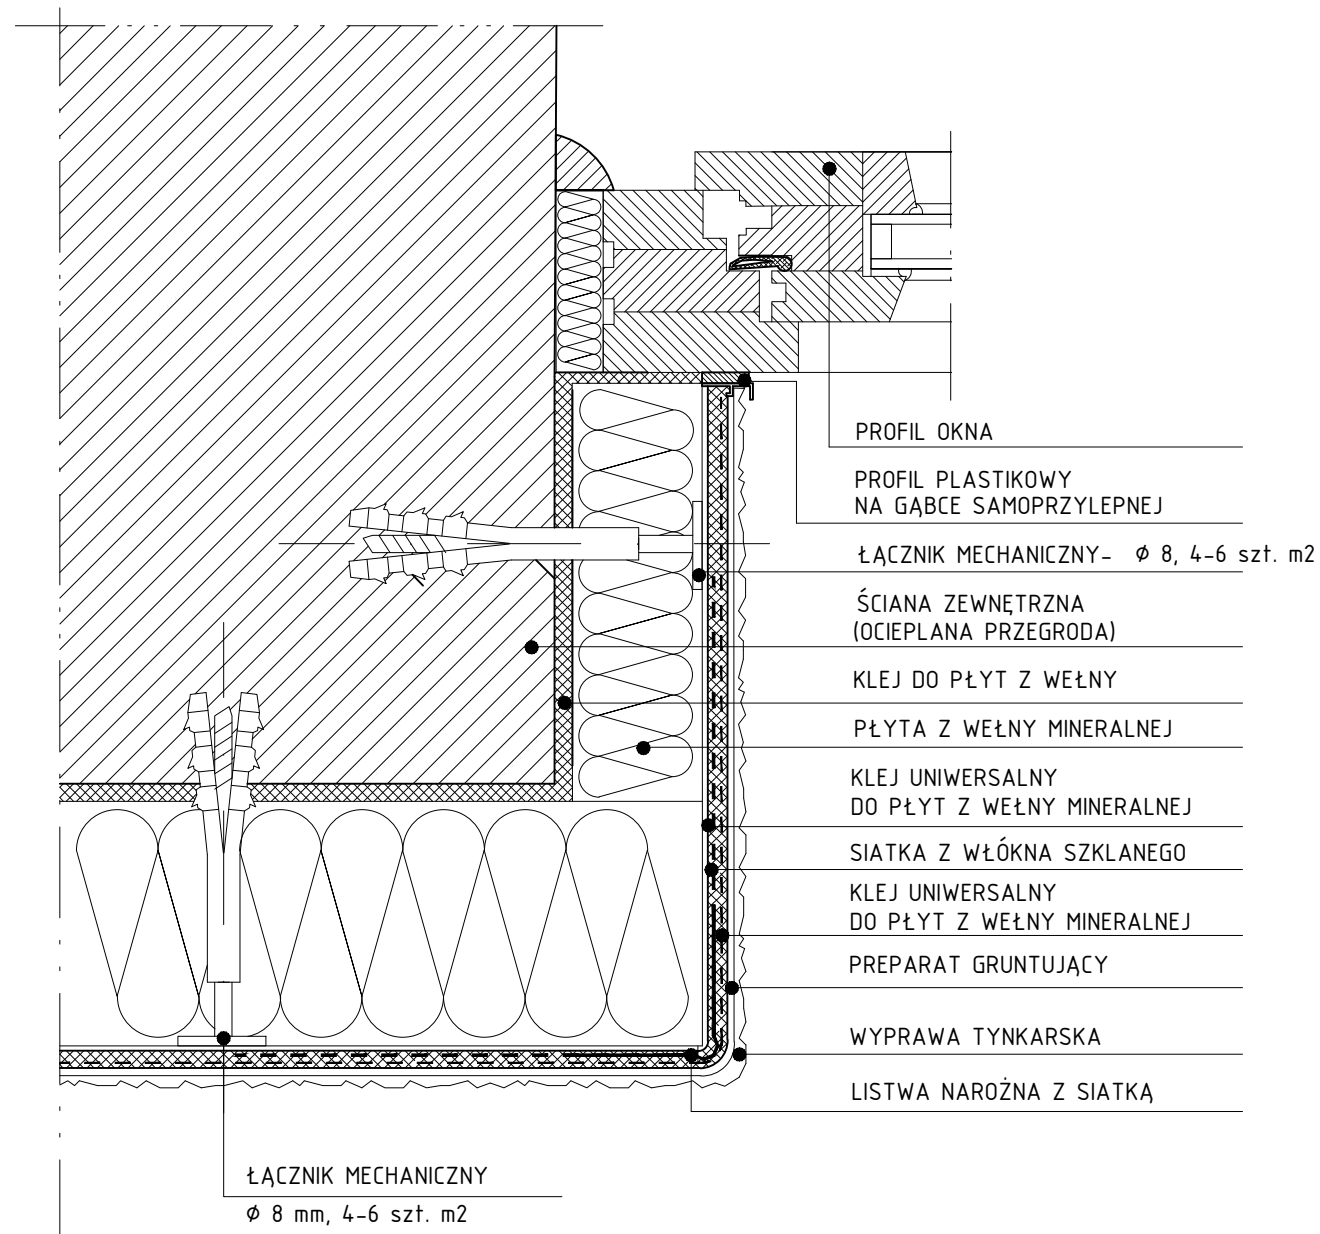 PROFIL OKNA
PROFIL PLASTIKOWY
NA GĄBCE SAMOPRZYLEPNEJ
ŁĄCZNIK MECHANICZNY- ϕ 8, 4-6 szt. m2
ŚCIANA ZEWNĘTRZNA
(OCIEPLANA PRZEGRODA)
KLEJ DO PŁYT Z WEŁNY
PŁYTA Z WEŁNY MINERALNEJ
KLEJ UNIWERSALNY
DO PŁYT Z WEŁNY MINERALNEJ
SIATKA Z WŁÓKNA SZKLANEGO
KLEJ UNIWERSALNY
DO PŁYT Z WEŁNY MINERALNEJ
PREPARAT GRUNTUJĄCY
WYPRAWA TYNKARSKA
LISTWA NAROŻNA Z SIATKĄ
ŁĄCZNIK MECHANICZNY
ϕ 8 mm, 4-6 szt. m2